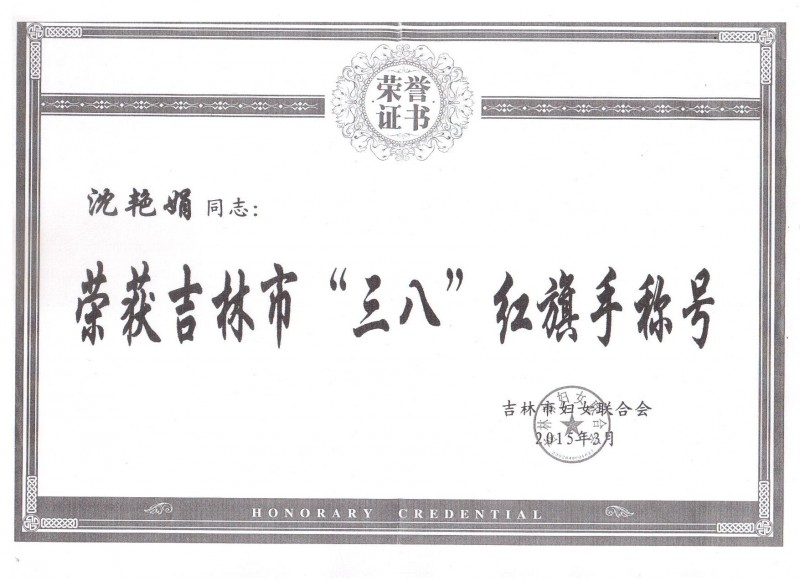 荣誉
证书
沈艳娟 同志：
荣获吉林市“三八”红旗手称号
吉林市妇女联合会
2015年3月
HONORARY CREDENTIAL